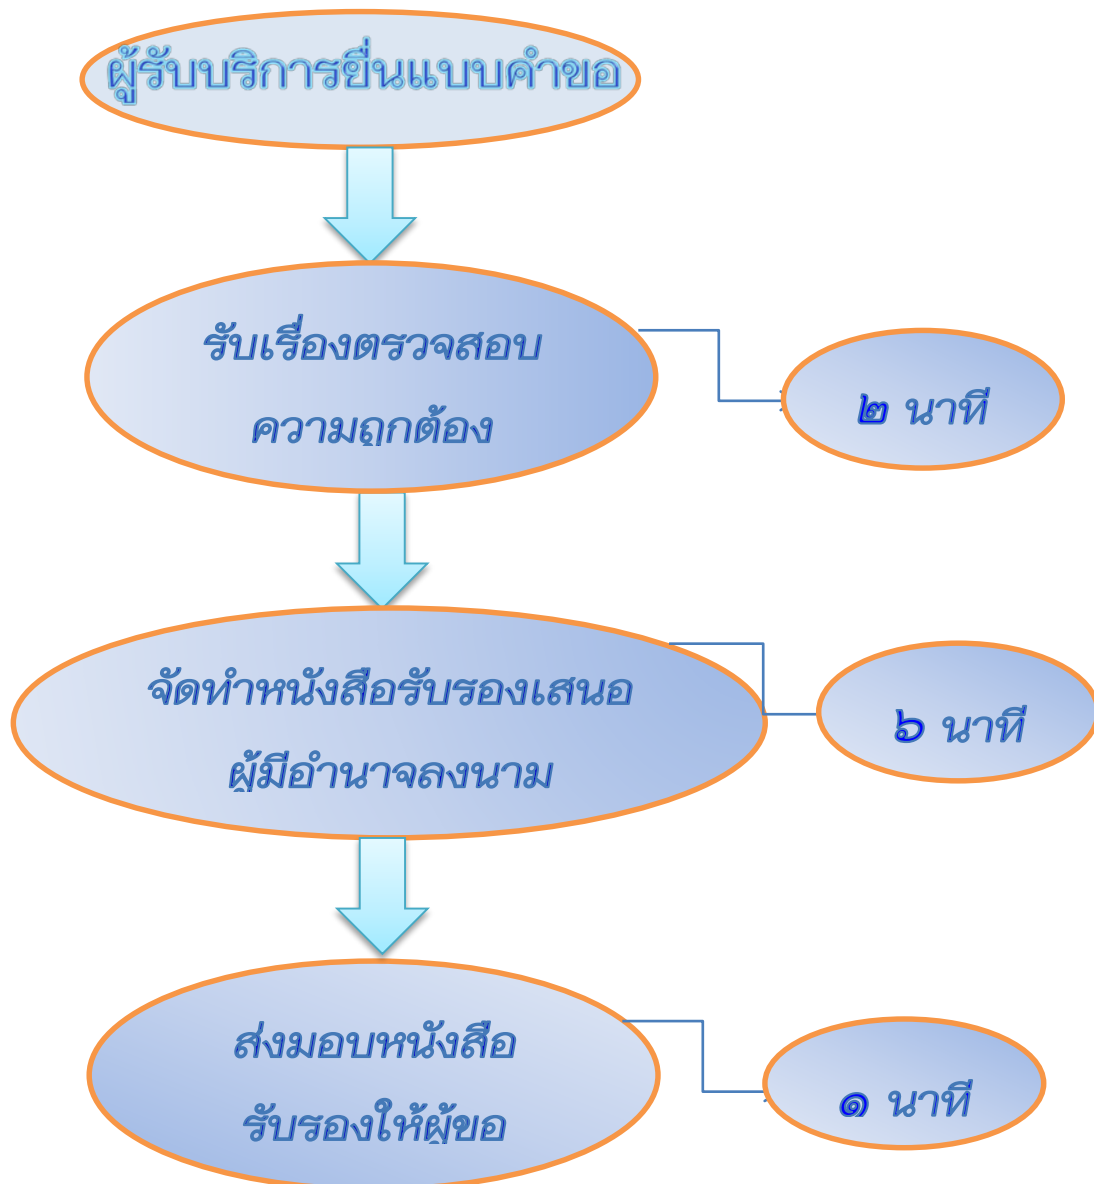 ผู้รับบริการยื่นแบบคำขอ
รับเรื่องตรวจสอบ
ความถูกต้อง
๒ นาที
จัดทำหนังสือรับรองเสนอ
ผู้มีอำนาจลงนาม
๖ นาที
ส่งมอบหนังสือ
รับรองให้ผู้ขอ
๑ นาที